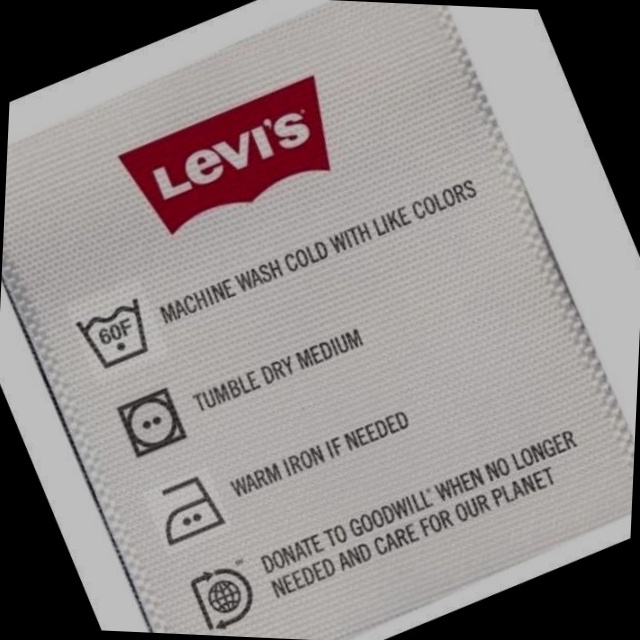 LEVI'S
60F
MACHINE WASH COLD WITH LIKE COLORS
TUMBLE DRY MEDIUM
WARM IRON IF NEEDED
DONATE TO GOODWILL® WHEN NO LONGER
NEEDED AND CARE FOR OUR PLANET